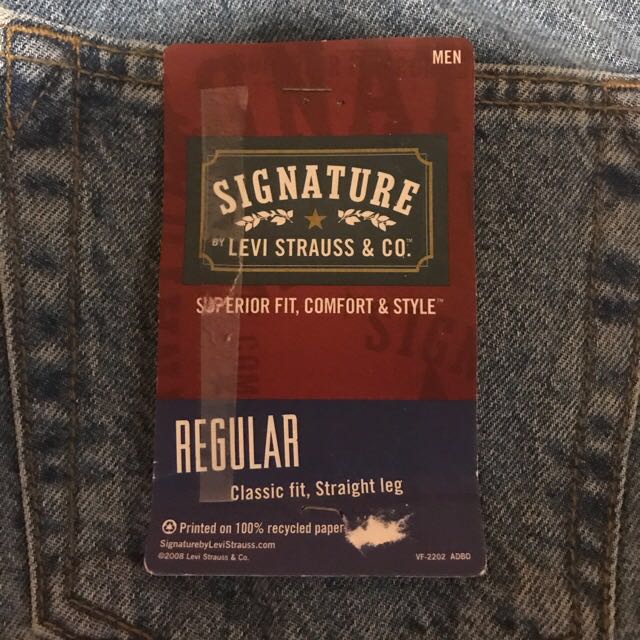 MEN
SIGNATURE
BY LEVI STRAUSS & CO.™
SUPERIOR FIT, COMFORT & STYLE™
REGULAR
Classic fit, Straight leg
Printed on 100% recycled paper
SignaturebyLeviStrauss.com
©2008 Levi Strauss & Co.
VF-2202 ADBD